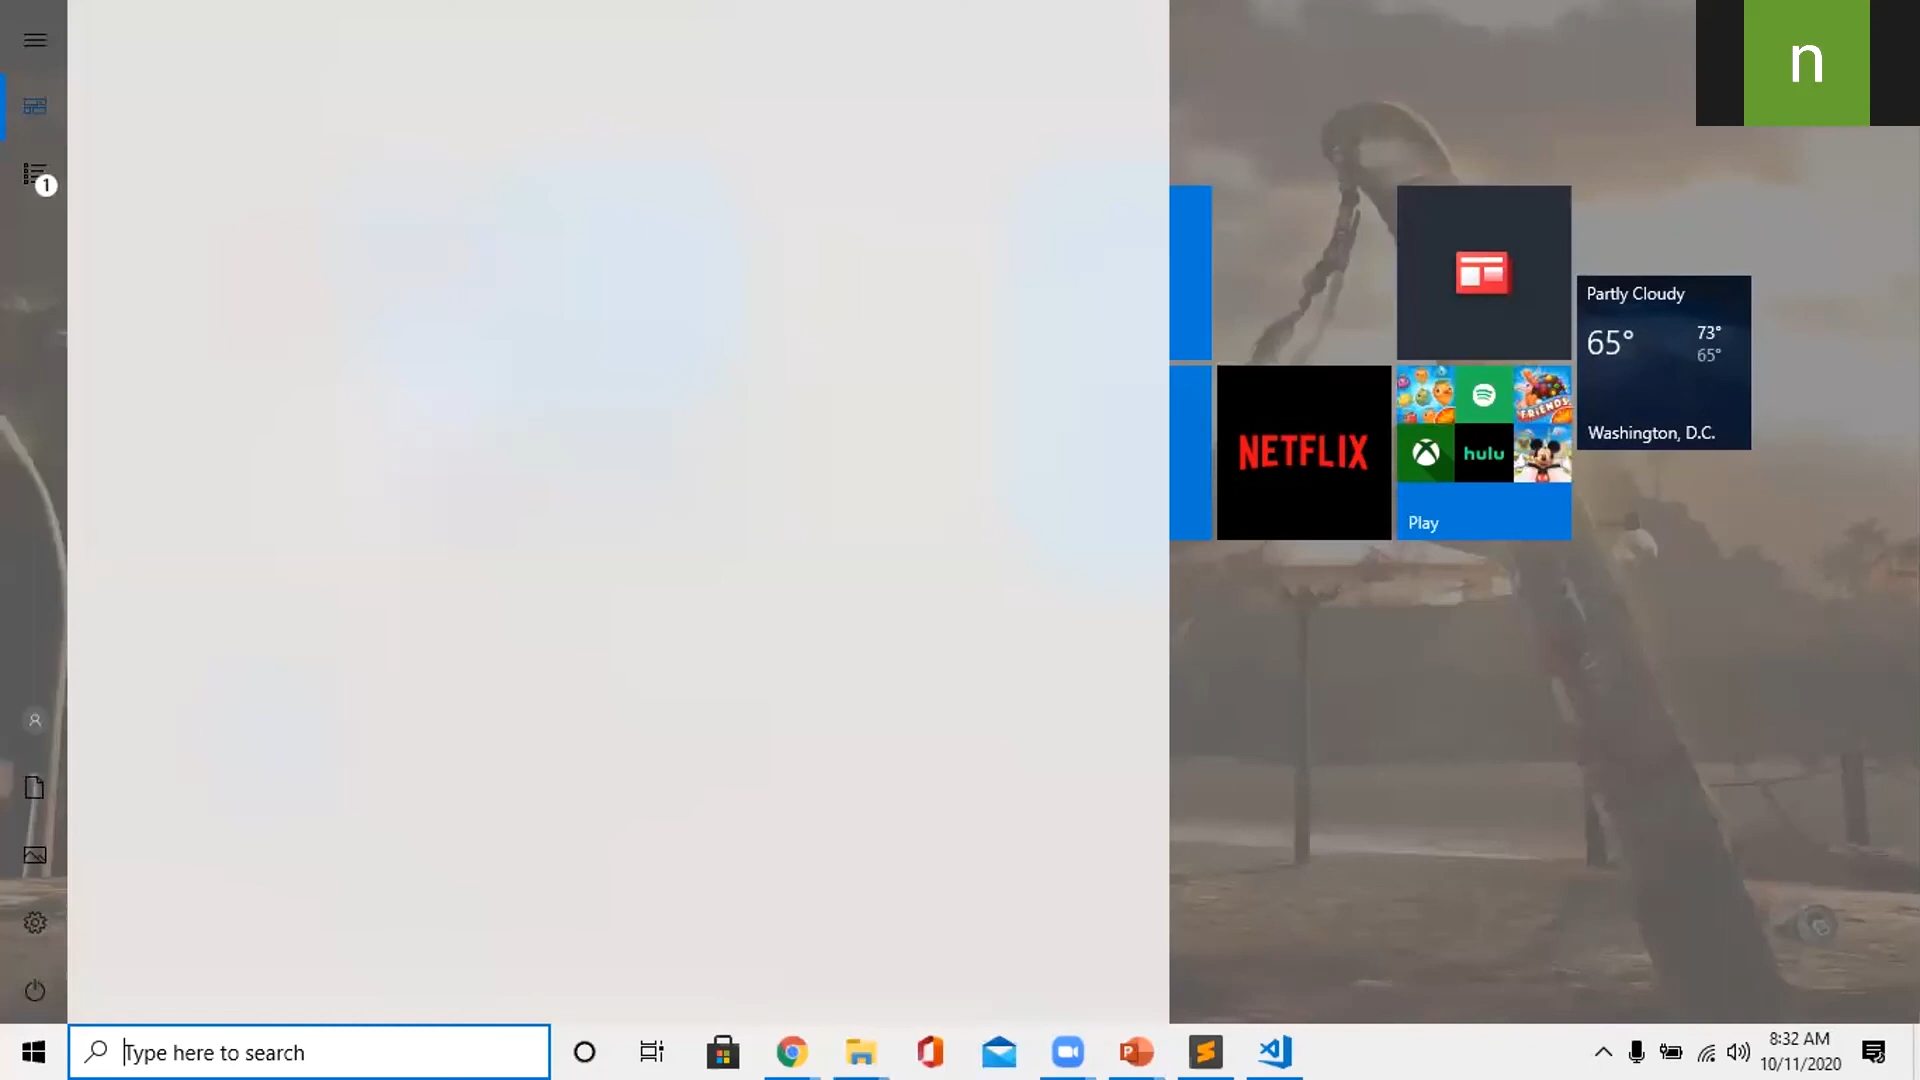 n
1
Partly Cloudy
65°
73°
65°
Washington, D.C.
NETFLIX
FRIENDS
hulu
Play
Type here to search
8:32 AM
10/11/2020